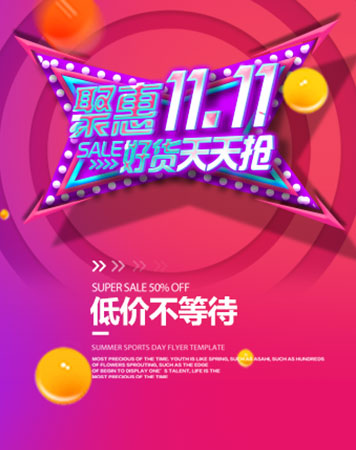 聚惠11.11
SALE 好货天天抢
SUPER SALE 50% OFF
低价不等待
SUMMER SPORTS DAY FLYER TEMPLATE
MOST PRECIOUS OF THE TIME. YOUTH IS LIKE SPRING, SUCH AS ASAHI, SUCH AS HUNDREDS
OF FLOWERS SPROUTING, SUCH AS THE EDGE
OF BEGIN TO DISPLAY ONE'S TALENT, LIFE IS THE
MOST PRECIOUS OF THE TIME